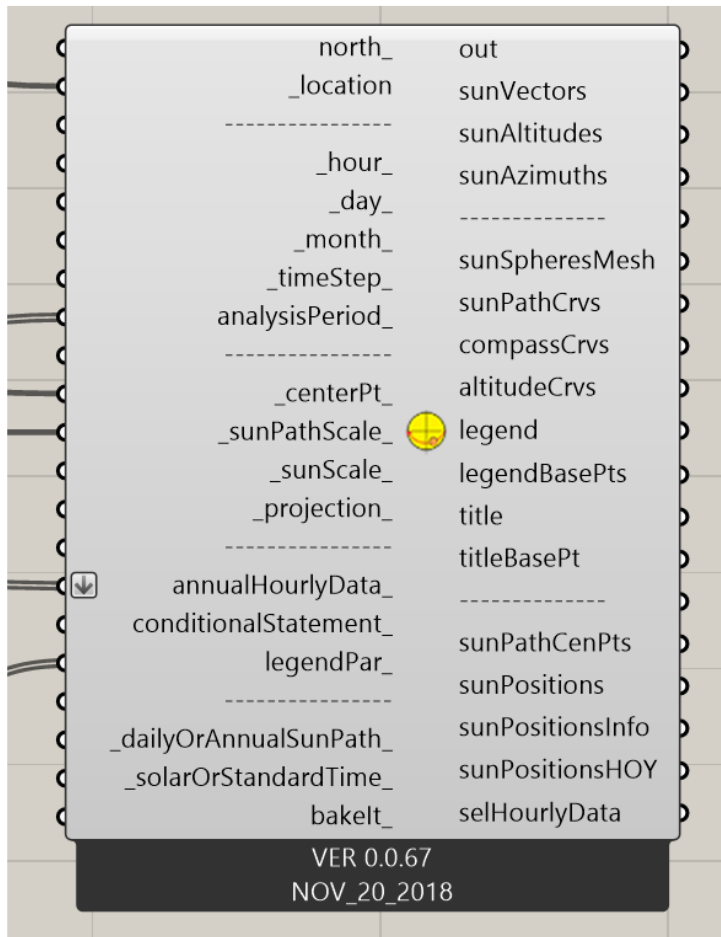 north_
_location
----------------
_hour_
_day_
_month_
_timeStep_
analysisPeriod_
----------------
_centerPt_
_sunPathScale_
_sunScale_
_projection_
----------------
annualHourlyData_
conditionalStatement_
legendPar_
----------------
_dailyOrAnnualSunPath_
_solarOrStandardTime_
bakeIt_
out
sunVectors
sunAltitudes
sunAzimuths
--------------
sunSpheresMesh
sunPathCrvs
compassCrvs
altitudeCrvs
legend
legendBasePts
title
titleBasePt
--------------
sunPathCenPts
sunPositions
sunPositionsInfo
sunPositionsHOY
selHourlyData
VER 0.0.67
NOV_20_2018